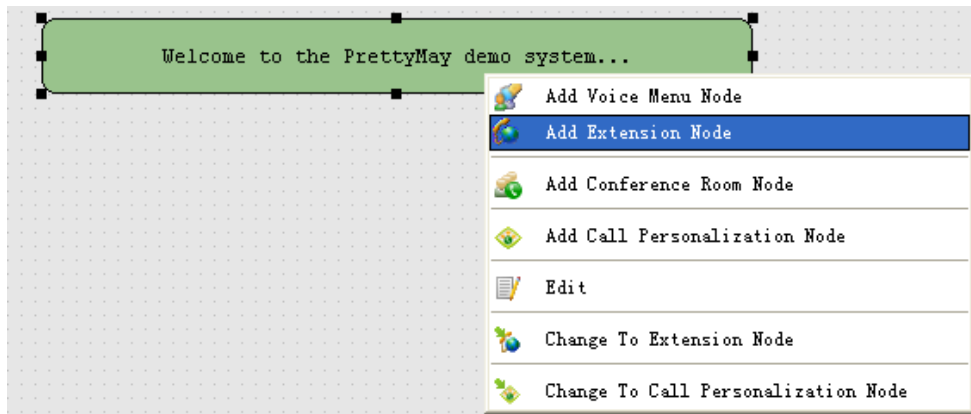 Welcome to the PrettyMay demo system...
Add Voice Menu Node
Add Extension Node
Add Conference Room Node
Add Call Personalization Node
Edit
Change To Extension Node
Change To Call Personalization Node